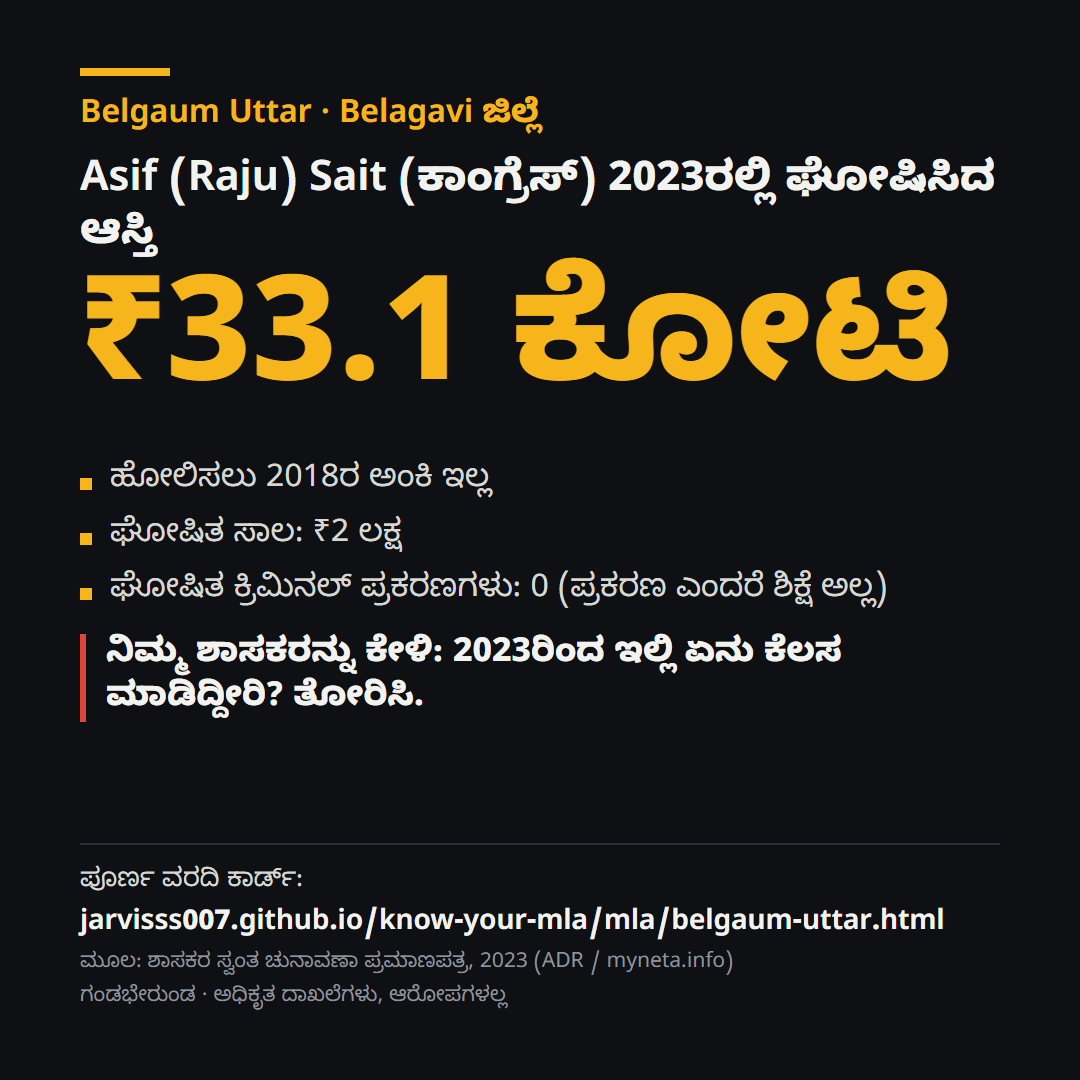 Belgaum Uttar · Belagavi ಜಿಲ್ಲೆ
Asif (Raju) Sait (ಕಾಂಗ್ರೆಸ್) 2023ರಲ್ಲಿ ಘೋಷಿಸಿದ
ಆಸ್ತಿ
₹33.1 ಕೋಟಿ
ಹೋಲಿಸಲು 2018ರ ಅಂಕಿ ಇಲ್ಲ
ಘೋಷಿತ ಸಾಲ: ₹2 ಲಕ್ಷ
ಘೋಷಿತ ಕ್ರಿಮಿನಲ್ ಪ್ರಕರಣಗಳು: 0 (ಪ್ರಕರಣ ಎಂದರೆ ಶಿಕ್ಷೆ ಅಲ್ಲ)
ನಿಮ್ಮ ಶಾಸಕರನ್ನು ಕೇಳಿ: 2023ರಿಂದ ಇಲ್ಲಿ ಏನು ಕೆಲಸ
ಮಾಡಿದ್ದೀರಿ? ತೋರಿಸಿ.
ಪೂರ್ಣ ವರದಿ ಕಾರ್ಡ್:
jarvisss007.github.io/know-your-mla/mla/belgaum-uttar.html
ಮೂಲ: ಶಾಸಕರ ಸ್ವಂತ ಚುನಾವಣಾ ಪ್ರಮಾಣಪತ್ರ, 2023 (ADR / myneta.info)
ಗಂಡಭೇರುಂಡ · ಅಧಿಕೃತ ದಾಖಲೆಗಳು, ಆರೋಪಗಳಲ್ಲ